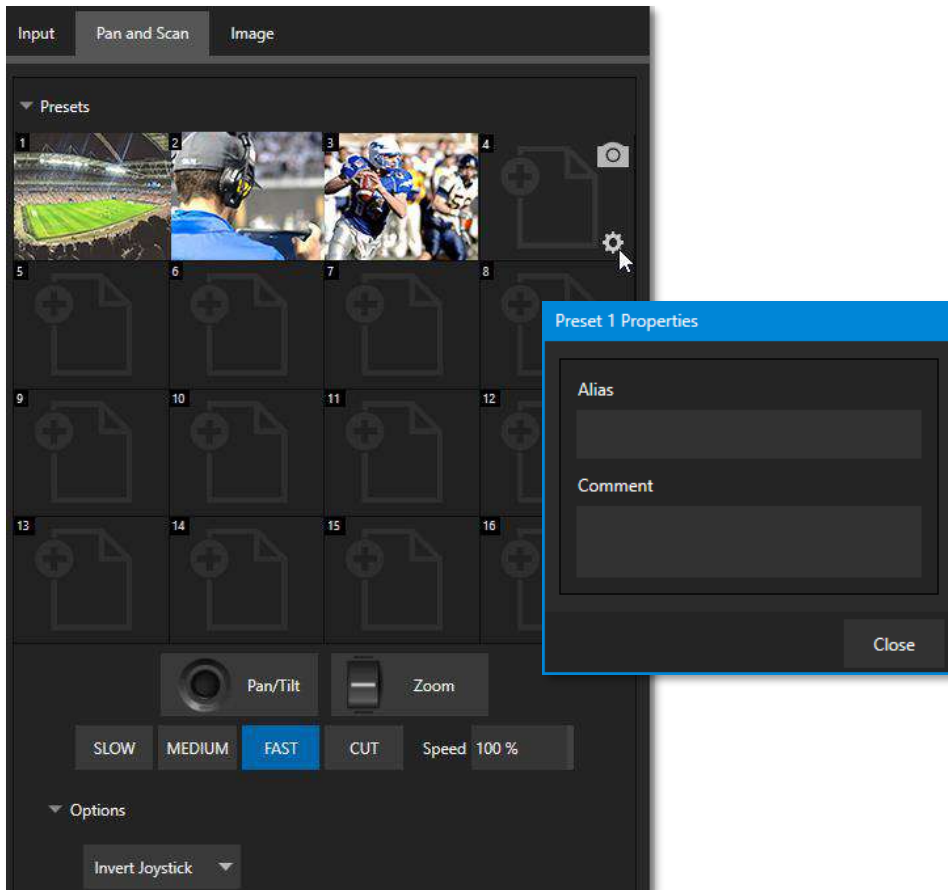 Input Pan and Scan Image
Presets
1 2 3 4
5 6 7 8
Preset 1 Properties
Alias
9 10 11 12
Comment
13 14 15 16
Close
Pan/Tilt Zoom
SLOW MEDIUM FAST CUT Speed 100 %
Options
Invert Joystick